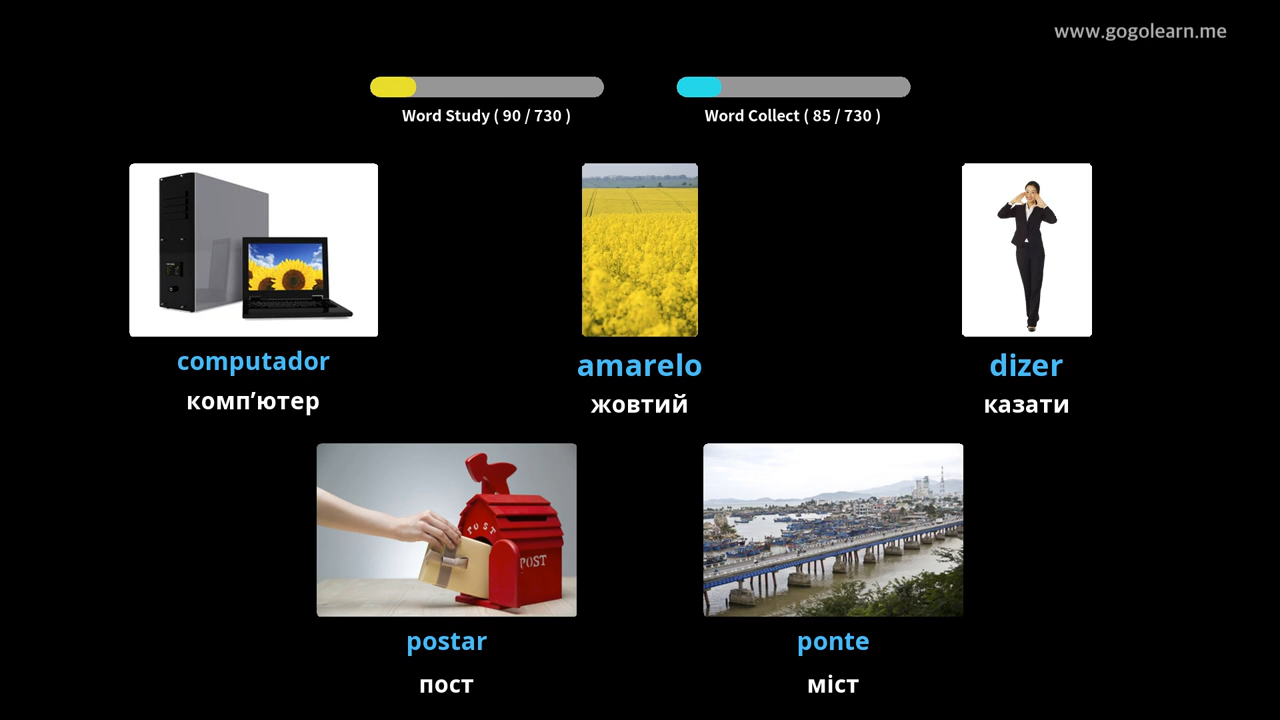 www.gogolearn.me
Word Study ( 90 / 730 )
Word Collect ( 85 / 730 )
computador
amarelo
dizer
комп’ютер
жовтий
казати
POST
POST
postar
ponte
пост
міст